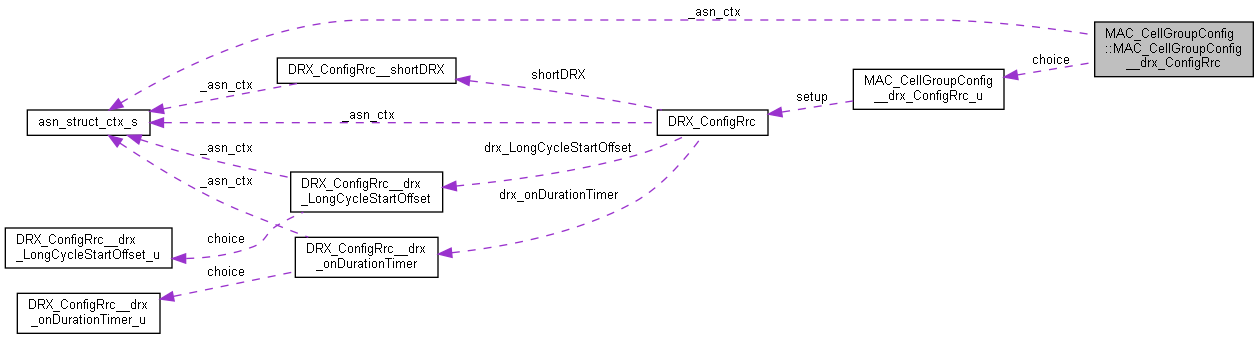 _asn_ctx
MAC_CellGroupConfig
::MAC_CellGroupConfig
__drx_ConfigRrc
choice
MAC_CellGroupConfig
__drx_ConfigRrc_u
setup
DRX_ConfigRrc
shortDRX
DRX_ConfigRrc__shortDRX
_asn_ctx
asn_struct_ctx_s
_asn_ctx
_asn_ctx
drx_LongCycleStartOffset
DRX_ConfigRrc__drx
_LongCycleStartOffset
_asn_ctx
drx_onDurationTimer
choice
DRX_ConfigRrc__drx
_LongCycleStartOffset_u
DRX_ConfigRrc__drx
_onDurationTimer
choice
DRX_ConfigRrc__drx
_onDurationTimer_u